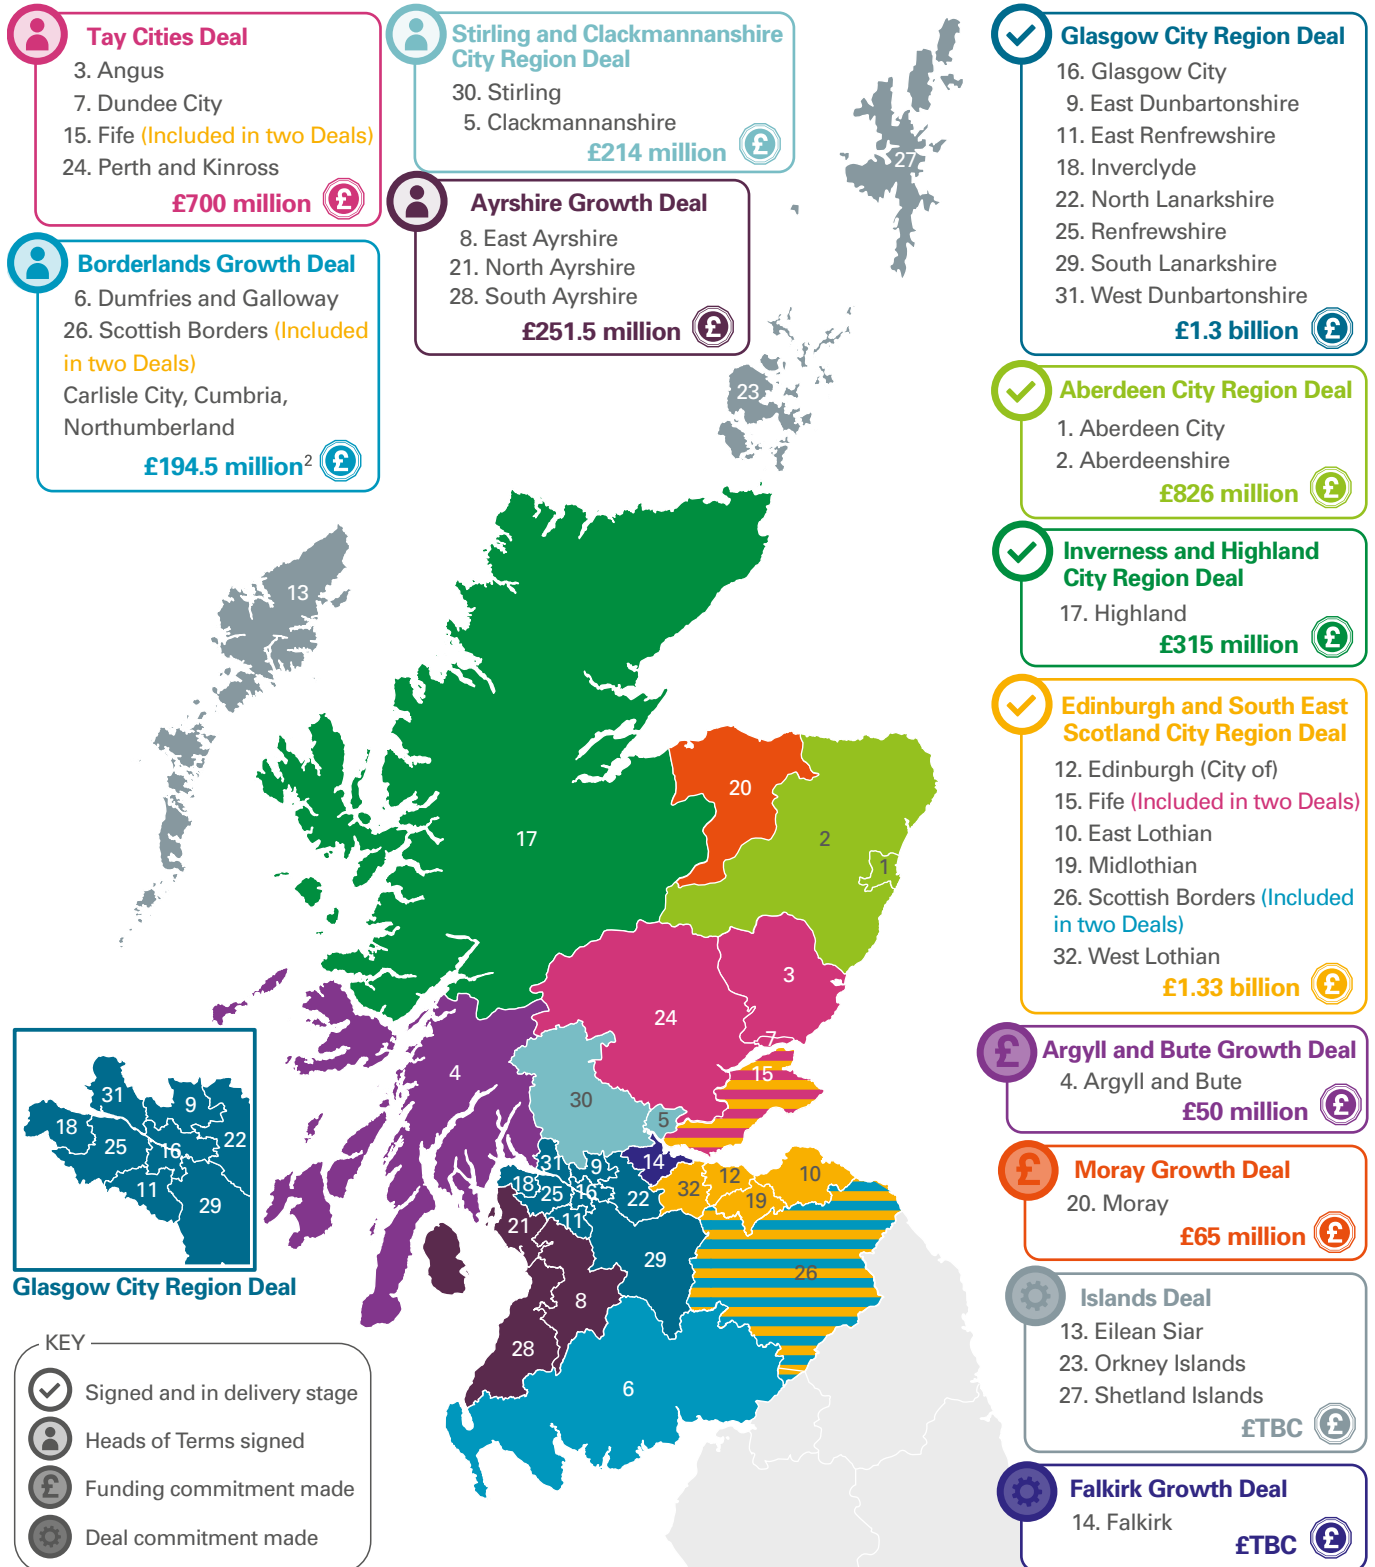 Tay Cities Deal
3. Angus
7. Dundee City
15. Fife (Included in two Deals)
24. Perth and Kinross
£700 million £
Stirling and Clackmannanshire
City Region Deal
30. Stirling
5. Clackmannanshire
£214 million £
Ayrshire Growth Deal
8. East Ayrshire
21. North Ayrshire
28. South Ayrshire
£251.5 million £
Borderlands Growth Deal
6. Dumfries and Galloway
26. Scottish Borders (Included
in two Deals)
Carlisle City, Cumbria,
Northumberland
£194.5 million² £
Glasgow City Region Deal
16. Glasgow City
9. East Dunbartonshire
11. East Renfrewshire
18. Inverclyde
22. North Lanarkshire
25. Renfrewshire
29. South Lanarkshire
31. West Dunbartonshire
£1.3 billion £
Aberdeen City Region Deal
1. Aberdeen City
2. Aberdeenshire
£826 million £
Inverness and Highland
City Region Deal
17. Highland
£315 million £
Edinburgh and South East
Scotland City Region Deal
12. Edinburgh (City of)
15. Fife (Included in two Deals)
10. East Lothian
19. Midlothian
26. Scottish Borders (Included
in two Deals)
32. West Lothian
£1.33 billion £
£ Argyll and Bute Growth Deal
4. Argyll and Bute
£50 million £
£ Moray Growth Deal
20. Moray
£65 million £
Islands Deal
13. Eilean Siar
23. Orkney Islands
27. Shetland Islands
£TBC £
Falkirk Growth Deal
14. Falkirk
£TBC £
27
23
13
20
17
2
1
3
24
7
15
4
30
5
31
9
14
12
10
18
25
16
22
32
19
21
11
29
26
8
28
6
31
9
18
25
16
22
11
29
Glasgow City Region Deal
KEY
Signed and in delivery stage
Heads of Terms signed
£ Funding commitment made
Deal commitment made